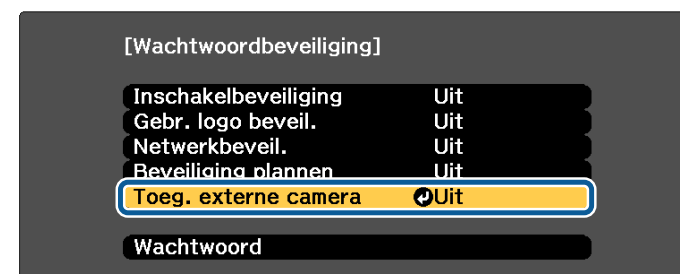 [Wachtwoordbeveiliging]
Inschakelbeveiliging Uit
Gebr. logo beveil. Uit
Netwerkbeveil. Uit
Beveiliging plannen Uit
Toeg. externe camera Uit
Wachtwoord